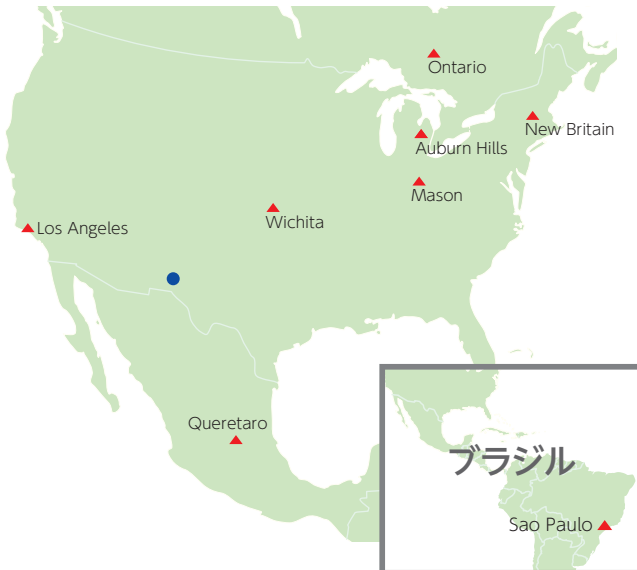 Ontario
New Britain
Auburn Hills
Mason
Wichita
Los Angeles
Queretaro
ブラジル
Sao Paulo